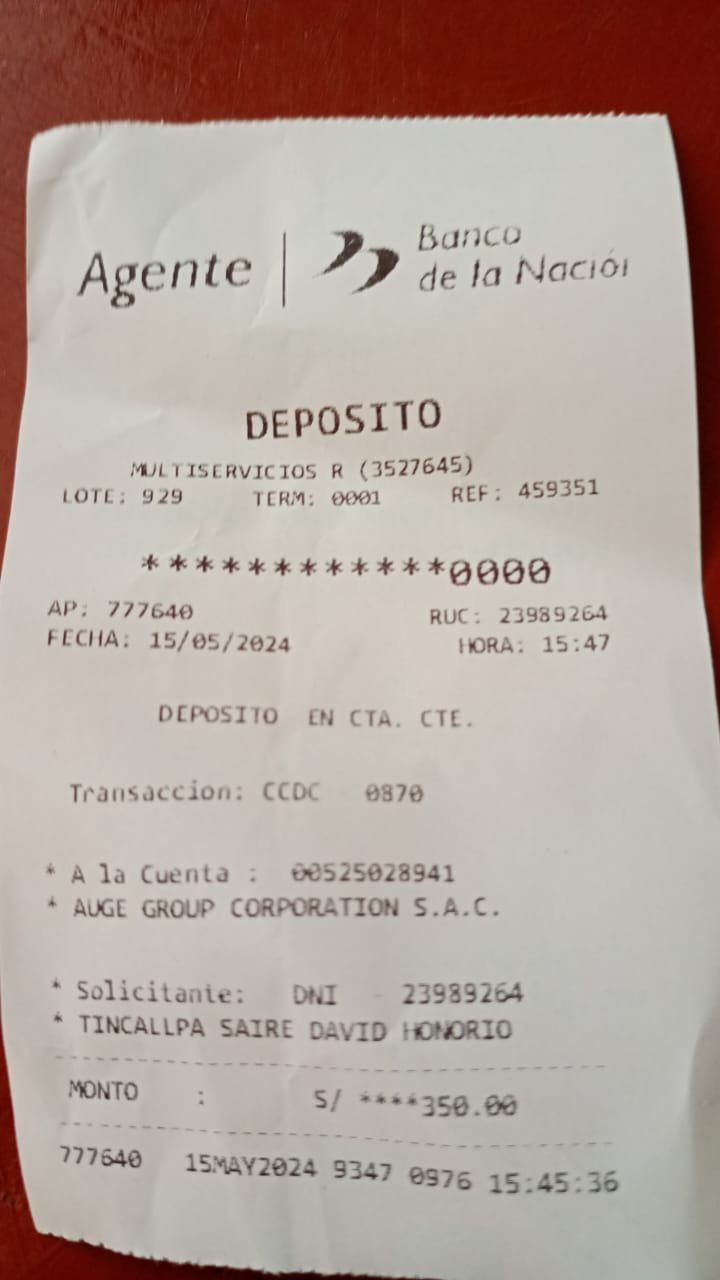 Agente | Banco
de la Nación
DEPOSITO
MULTISERVICIOS R (3527645)
LOTE: 929 TERM: 0001 REF: 459351
************0000
AP: 777640 RUC: 23989264
FECHA: 15/05/2024 HORA: 15:47
DEPOSITO EN CTA. CTE.
Transaccion: CCDC 0870
* A la Cuenta : 00525028941
* AUGE GROUP CORPORATION S.A.C.
* Solicitante: DNI - 23989264
* TINCALLPA SAIRE DAVID HONORIO
MONTO : S/ ****350.00
777640 15MAY2024 9347 0976 15:45:36